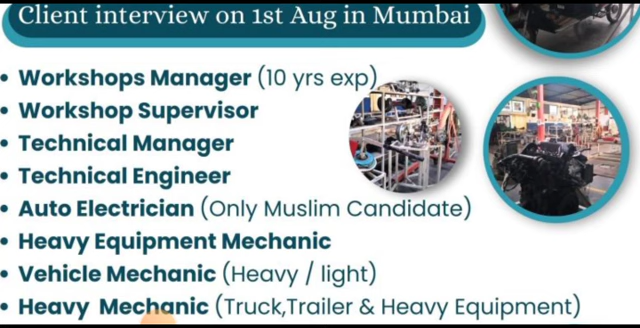 Client interview on 1st Aug in Mumbai
• Workshops Manager (10 yrs exp)
• Workshop Supervisor
• Technical Manager
• Technical Engineer
• Auto Electrician (Only Muslim Candidate)
• Heavy Equipment Mechanic
• Vehicle Mechanic (Heavy / light)
• Heavy Mechanic (Truck,Trailer & Heavy Equipment)